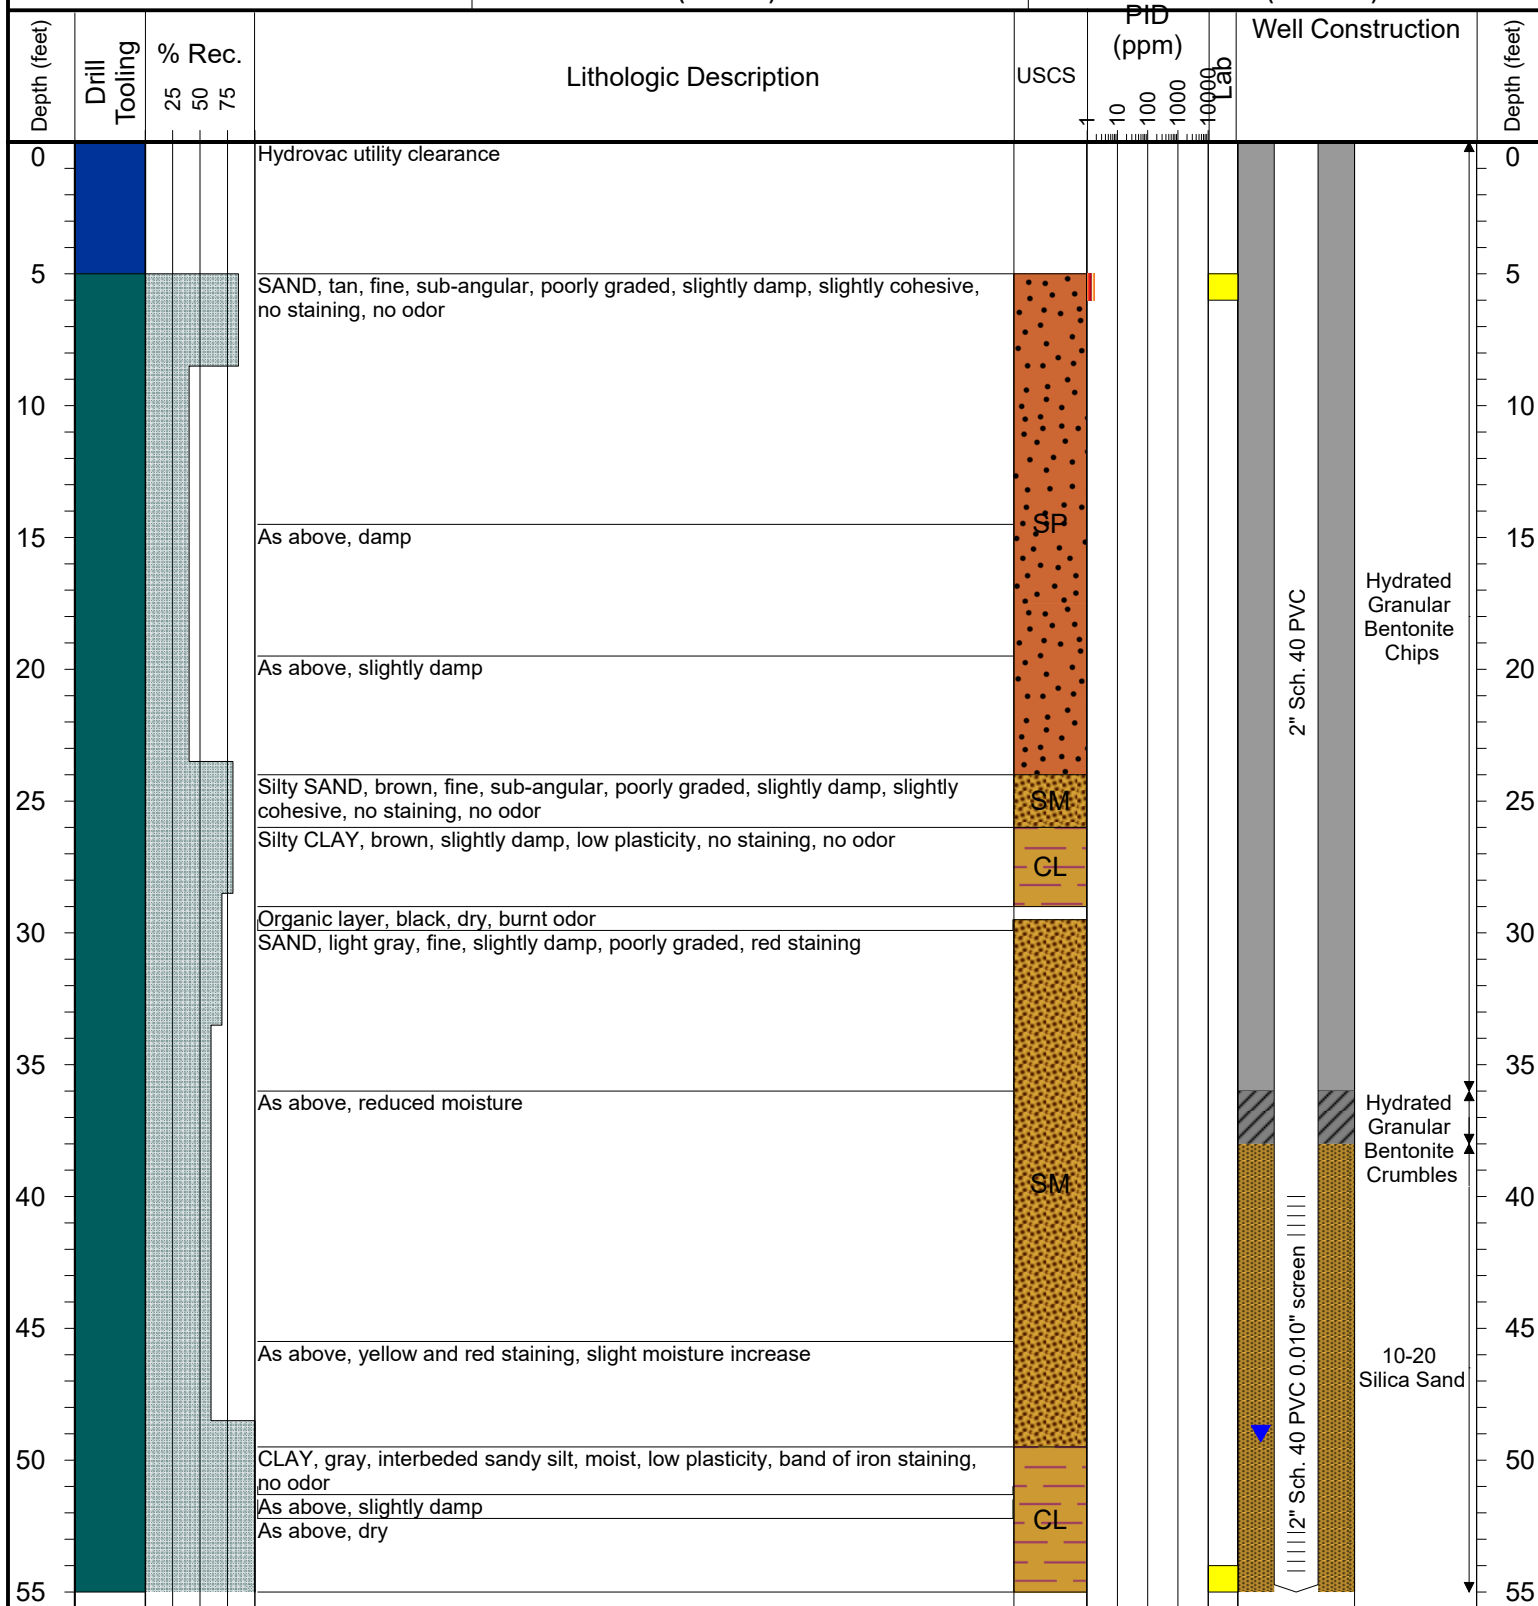 Depth (feet)
Drill
Tooling
% Rec.
25
50
75
Lithologic Description
USCS
PID
(ppm)
1
10
100
1000
10000
Lab
Well Construction
Depth (feet)
0
Hydrovac utility clearance
0
5
SAND, tan, fine, sub-angular, poorly graded, slightly damp, slightly cohesive,
no staining, no odor
5
10
10
SP
15
As above, damp
15
Hydrated
Granular
Bentonite
Chips
2" Sch. 40 PVC
20
As above, slightly damp
20
Silty SAND, brown, fine, sub-angular, poorly graded, slightly damp, slightly
cohesive, no staining, no odor
25
SM
25
Silty CLAY, brown, slightly damp, low plasticity, no staining, no odor
CL
Organic layer, black, dry, burnt odor
30
SAND, light gray, fine, slightly damp, poorly graded, red staining
30
35
35
As above, reduced moisture
Hydrated
Granular
Bentonite
Crumbles
SM
40
40
45
45
As above, yellow and red staining, slight moisture increase
2" Sch. 40 PVC 0.010" screen
10-20
Silica Sand
50
CLAY, gray, interbeded sandy silt, moist, low plasticity, band of iron staining,
no odor
50
As above, slightly damp
As above, dry
CL
55
55